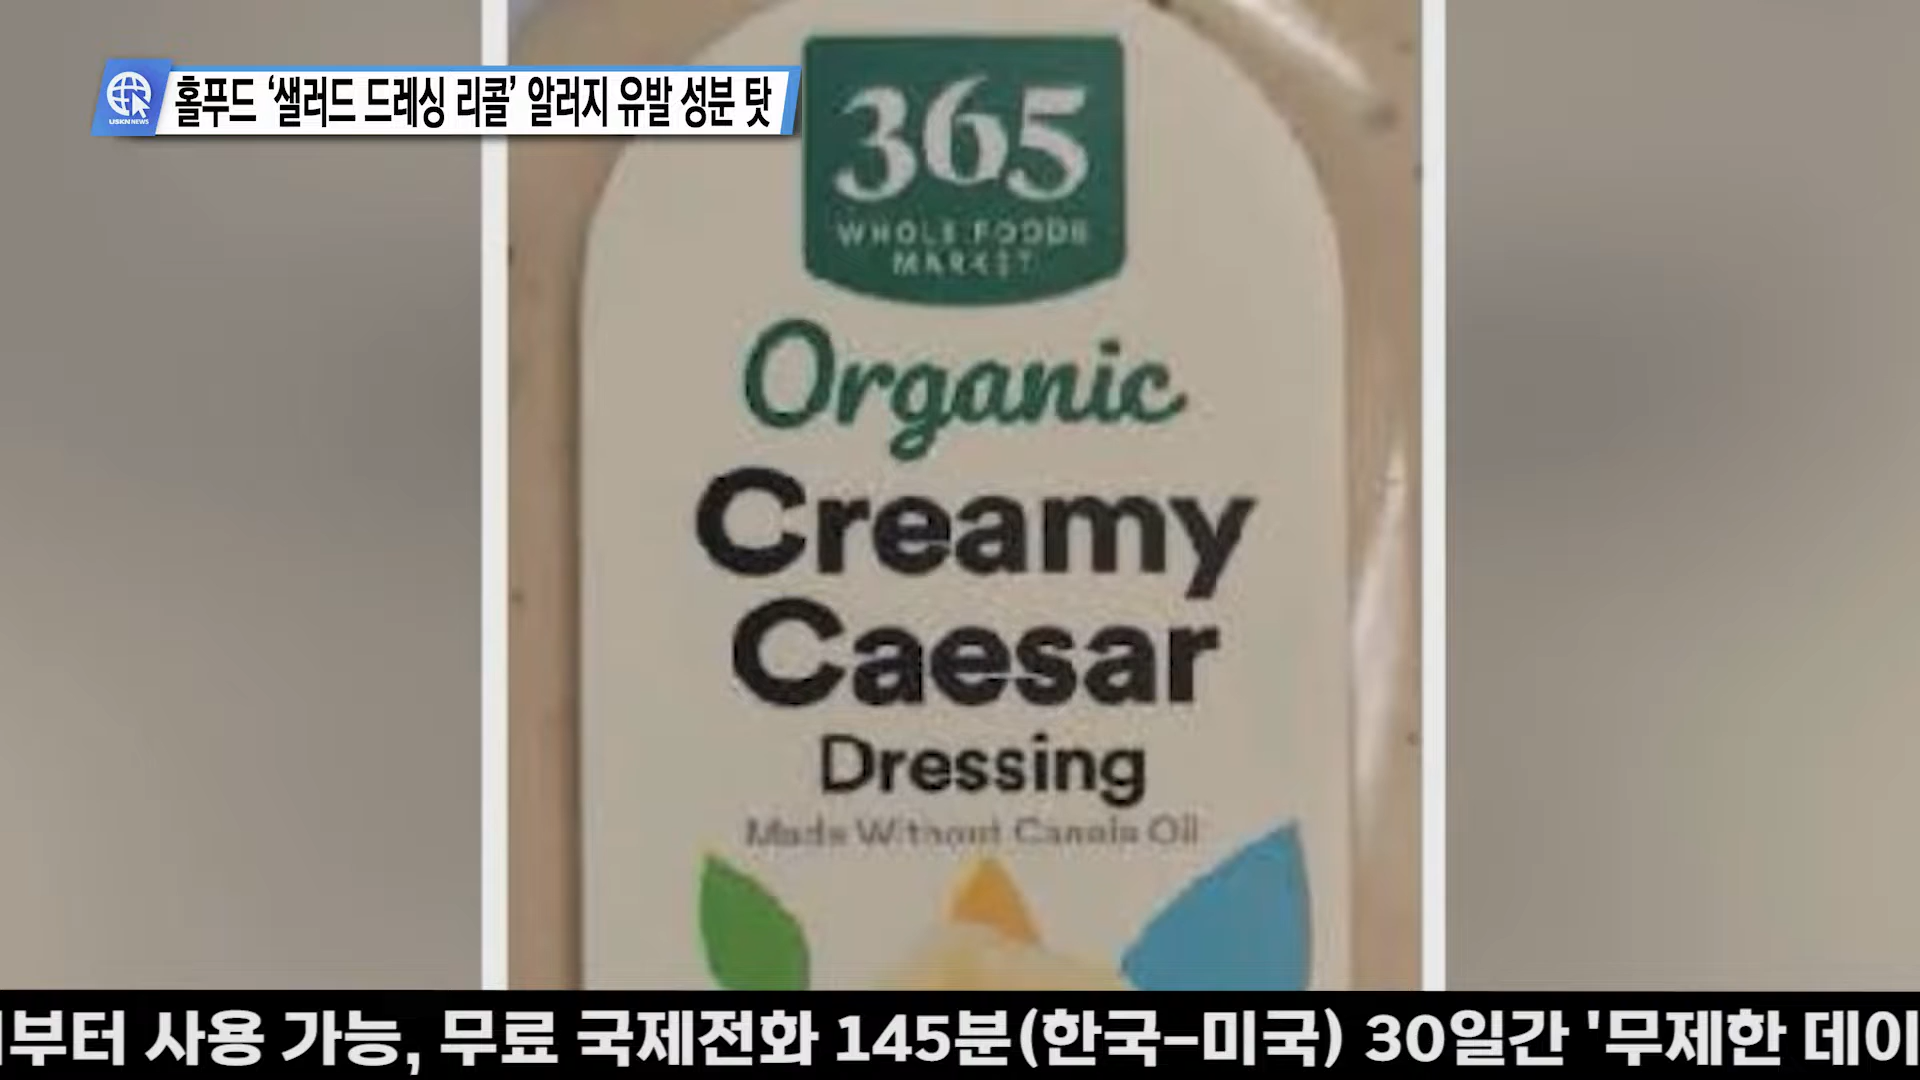 홀푸드 ‘샐러드 드레싱 리콜’ 알러지 유발 성분 탓
USKN NEWS
365
WHOLE FOODS
MARKET
Organic
Creamy
Caesar
Dressing
Made Without Canola Oil
부터 사용 가능, 무료 국제전화 145분(한국-미국) 30일간 '무제한 데이